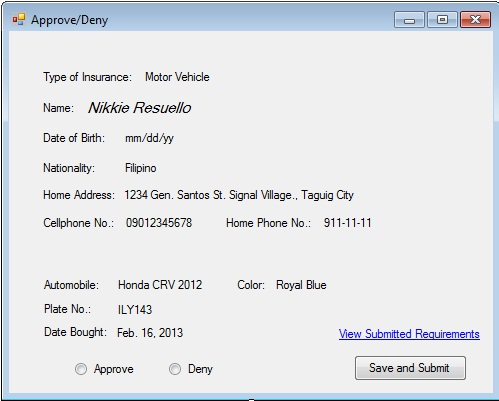 Approve/Deny
Type of Insurance: Motor Vehicle
Name: Nikkie Resuello
Date of Birth: mm/dd/yy
Nationality: Filipino
Home Address: 1234 Gen. Santos St. Signal Village., Taguig City
Cellphone No.: 09012345678 Home Phone No.: 911-11-11
Automobile: Honda CRV 2012 Color: Royal Blue
Plate No.: ILY143
Date Bought: Feb. 16, 2013
View Submitted Requirements
Approve Deny Save and Submit